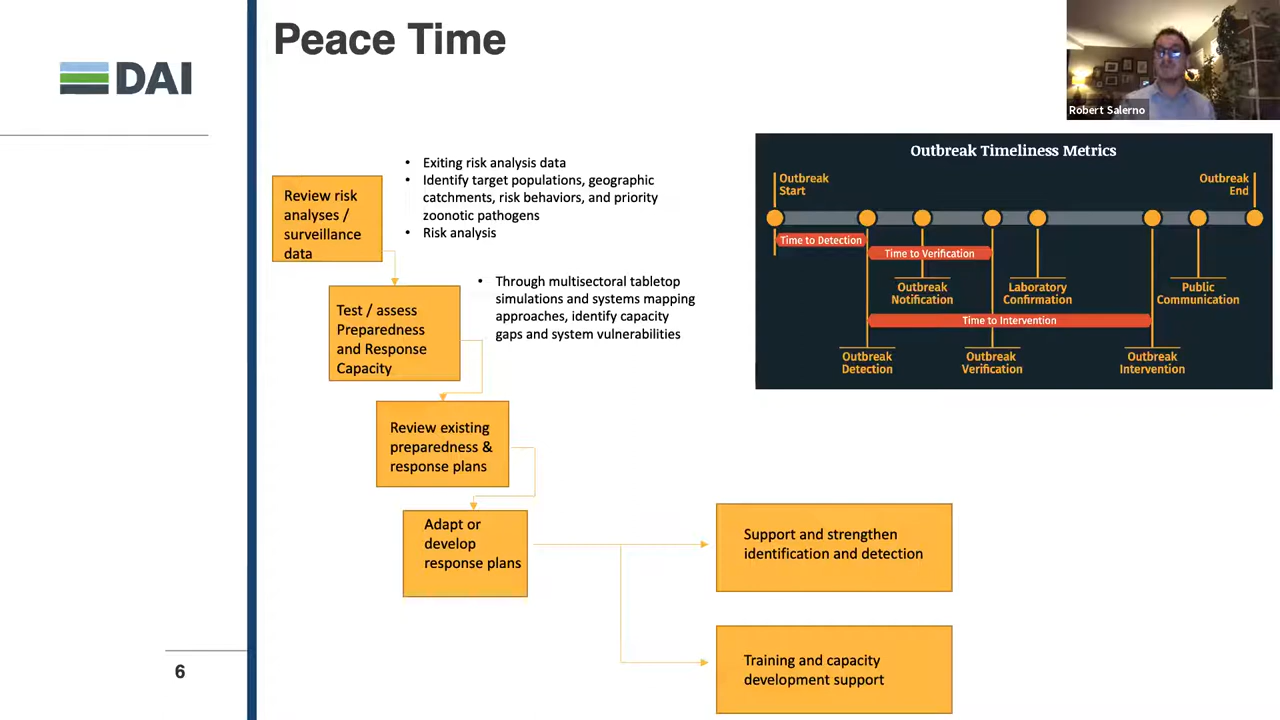 Peace Time
DAI
Robert Salerno
• Exiting risk analysis data
• Identify target populations, geographic
catchments, risk behaviors, and priority
zoonotic pathogens
• Risk analysis
Review risk
analyses /
surveillance
data
• Through multisectoral tabletop
simulations and systems mapping
approaches, identify capacity
gaps and system vulnerabilities
Test / assess
Preparedness
and Response
Capacity
Review existing
preparedness &
response plans
Adapt or
develop
response plans
Support and strengthen
identification and detection
Training and capacity
development support
Outbreak Timeliness Metrics
Outbreak
Start
Outbreak
End
Time to Detection
Time to Verification
Outbreak
Notification
Laboratory
Confirmation
Public
Communication
Time to Intervention
Outbreak
Detection
Outbreak
Verification
Outbreak
Intervention
6